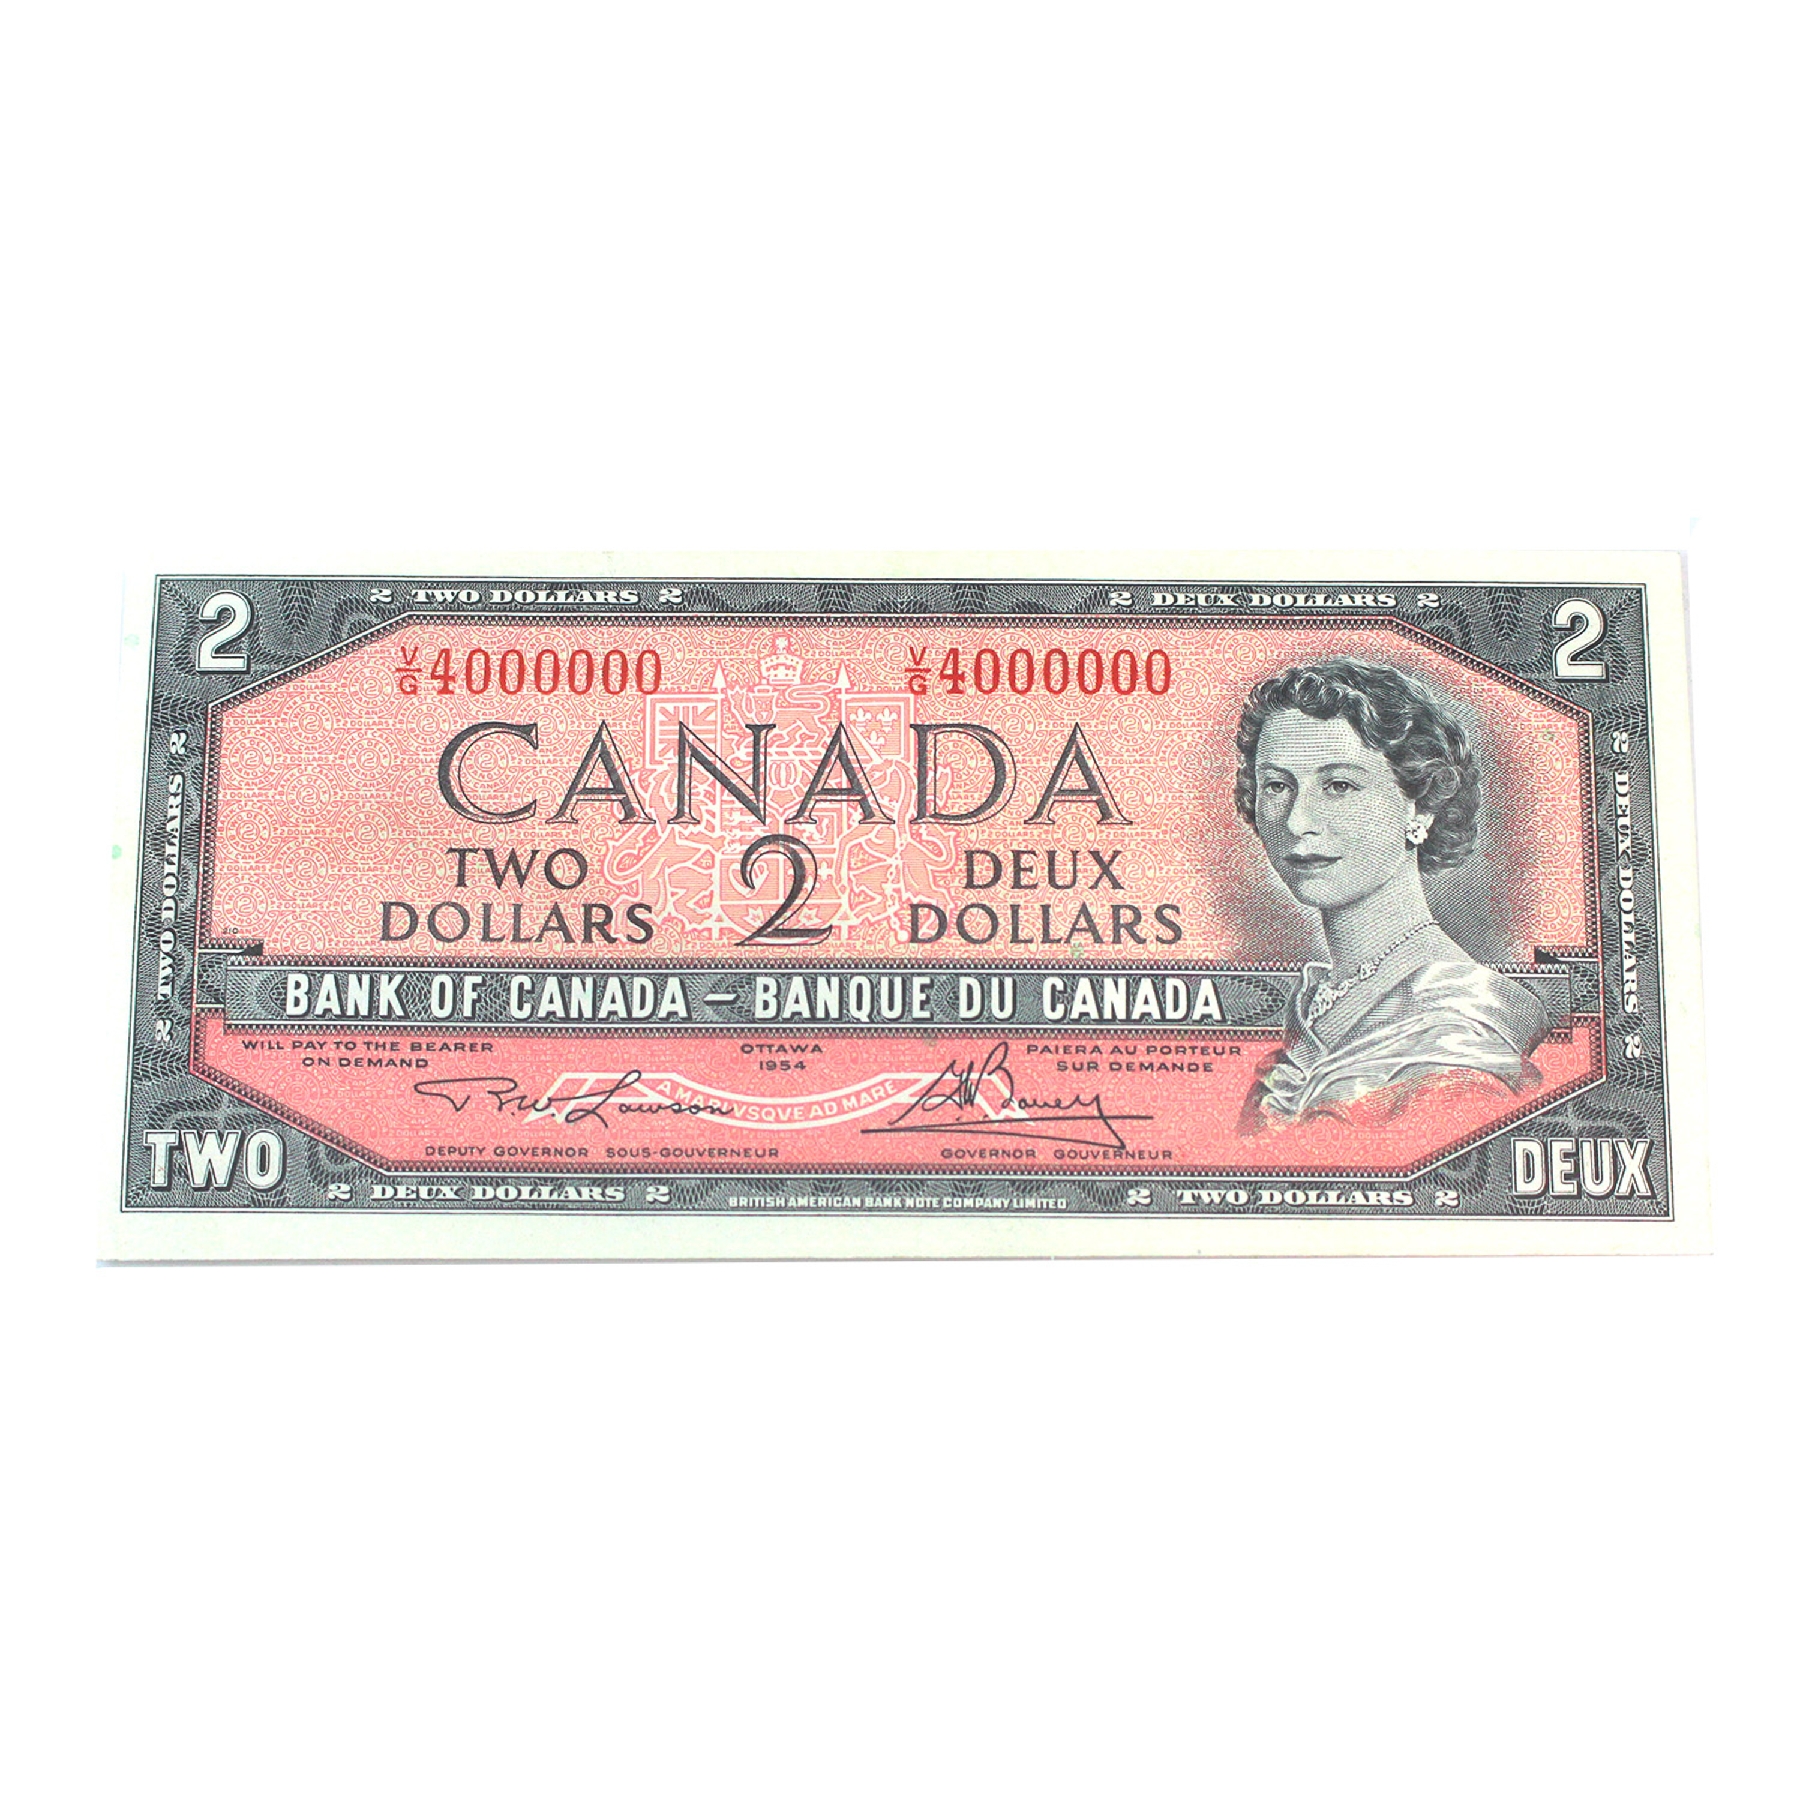 2 TWO DOLLARS 2
2 DEUX DOLLARS 2
2
2
V/G 4000000
V/G 4000000
CANADA
TWO DOLLARS
2
DEUX DOLLARS
2 TWO DOLLARS 2
2 DEUX DOLLARS 2
BANK OF CANADA – BANQUE DU CANADA
WILL PAY TO THE BEARER
ON DEMAND
OTTAWA
1954
PAIERA AU PORTEUR
SUR DEMANDE
R.W. Lawson
A MARI VSQVE AD MARE
G.K. Bouey
DEPUTY GOVERNOR SOUS-GOUVERNEUR
GOVERNOR GOUVERNEUR
TWO
DEUX
2 DEUX DOLLARS 2
BRITISH AMERICAN BANK NOTE COMPANY LIMITED
2 TWO DOLLARS 2